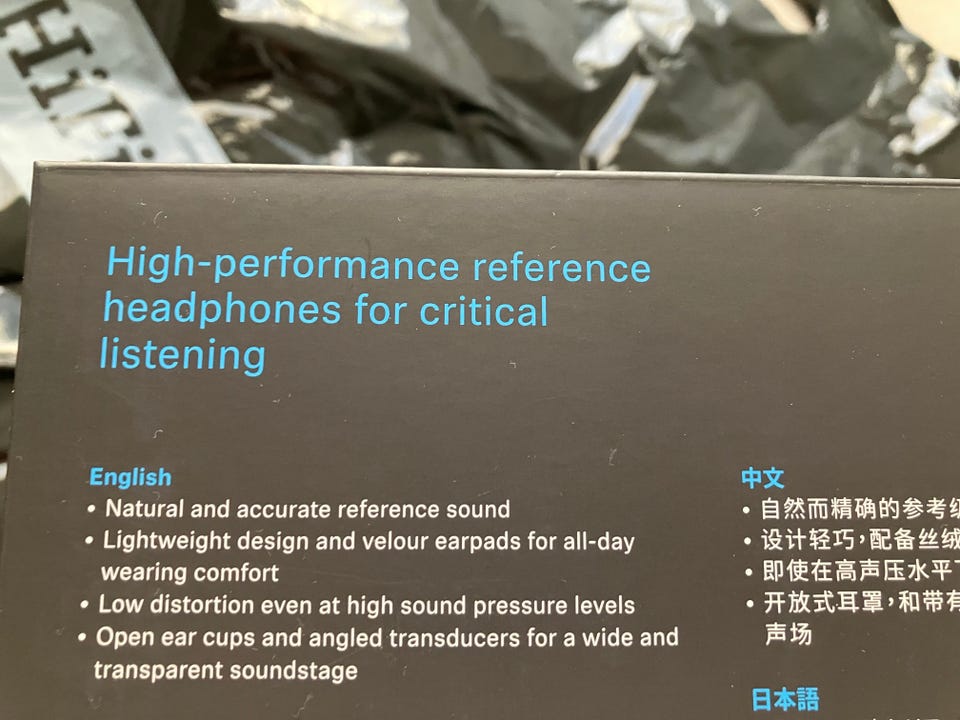 High-performance reference
headphones for critical
listening
English
• Natural and accurate reference sound
• Lightweight design and velour earpads for all-day
wearing comfort
• Low distortion even at high sound pressure levels
• Open ear cups and angled transducers for a wide and
transparent soundstage
中文
• 自然而精确的参考
• 设计轻巧，配备丝绒
• 即使在高声压水平
• 开放式耳罩，和带有
声场
日本語